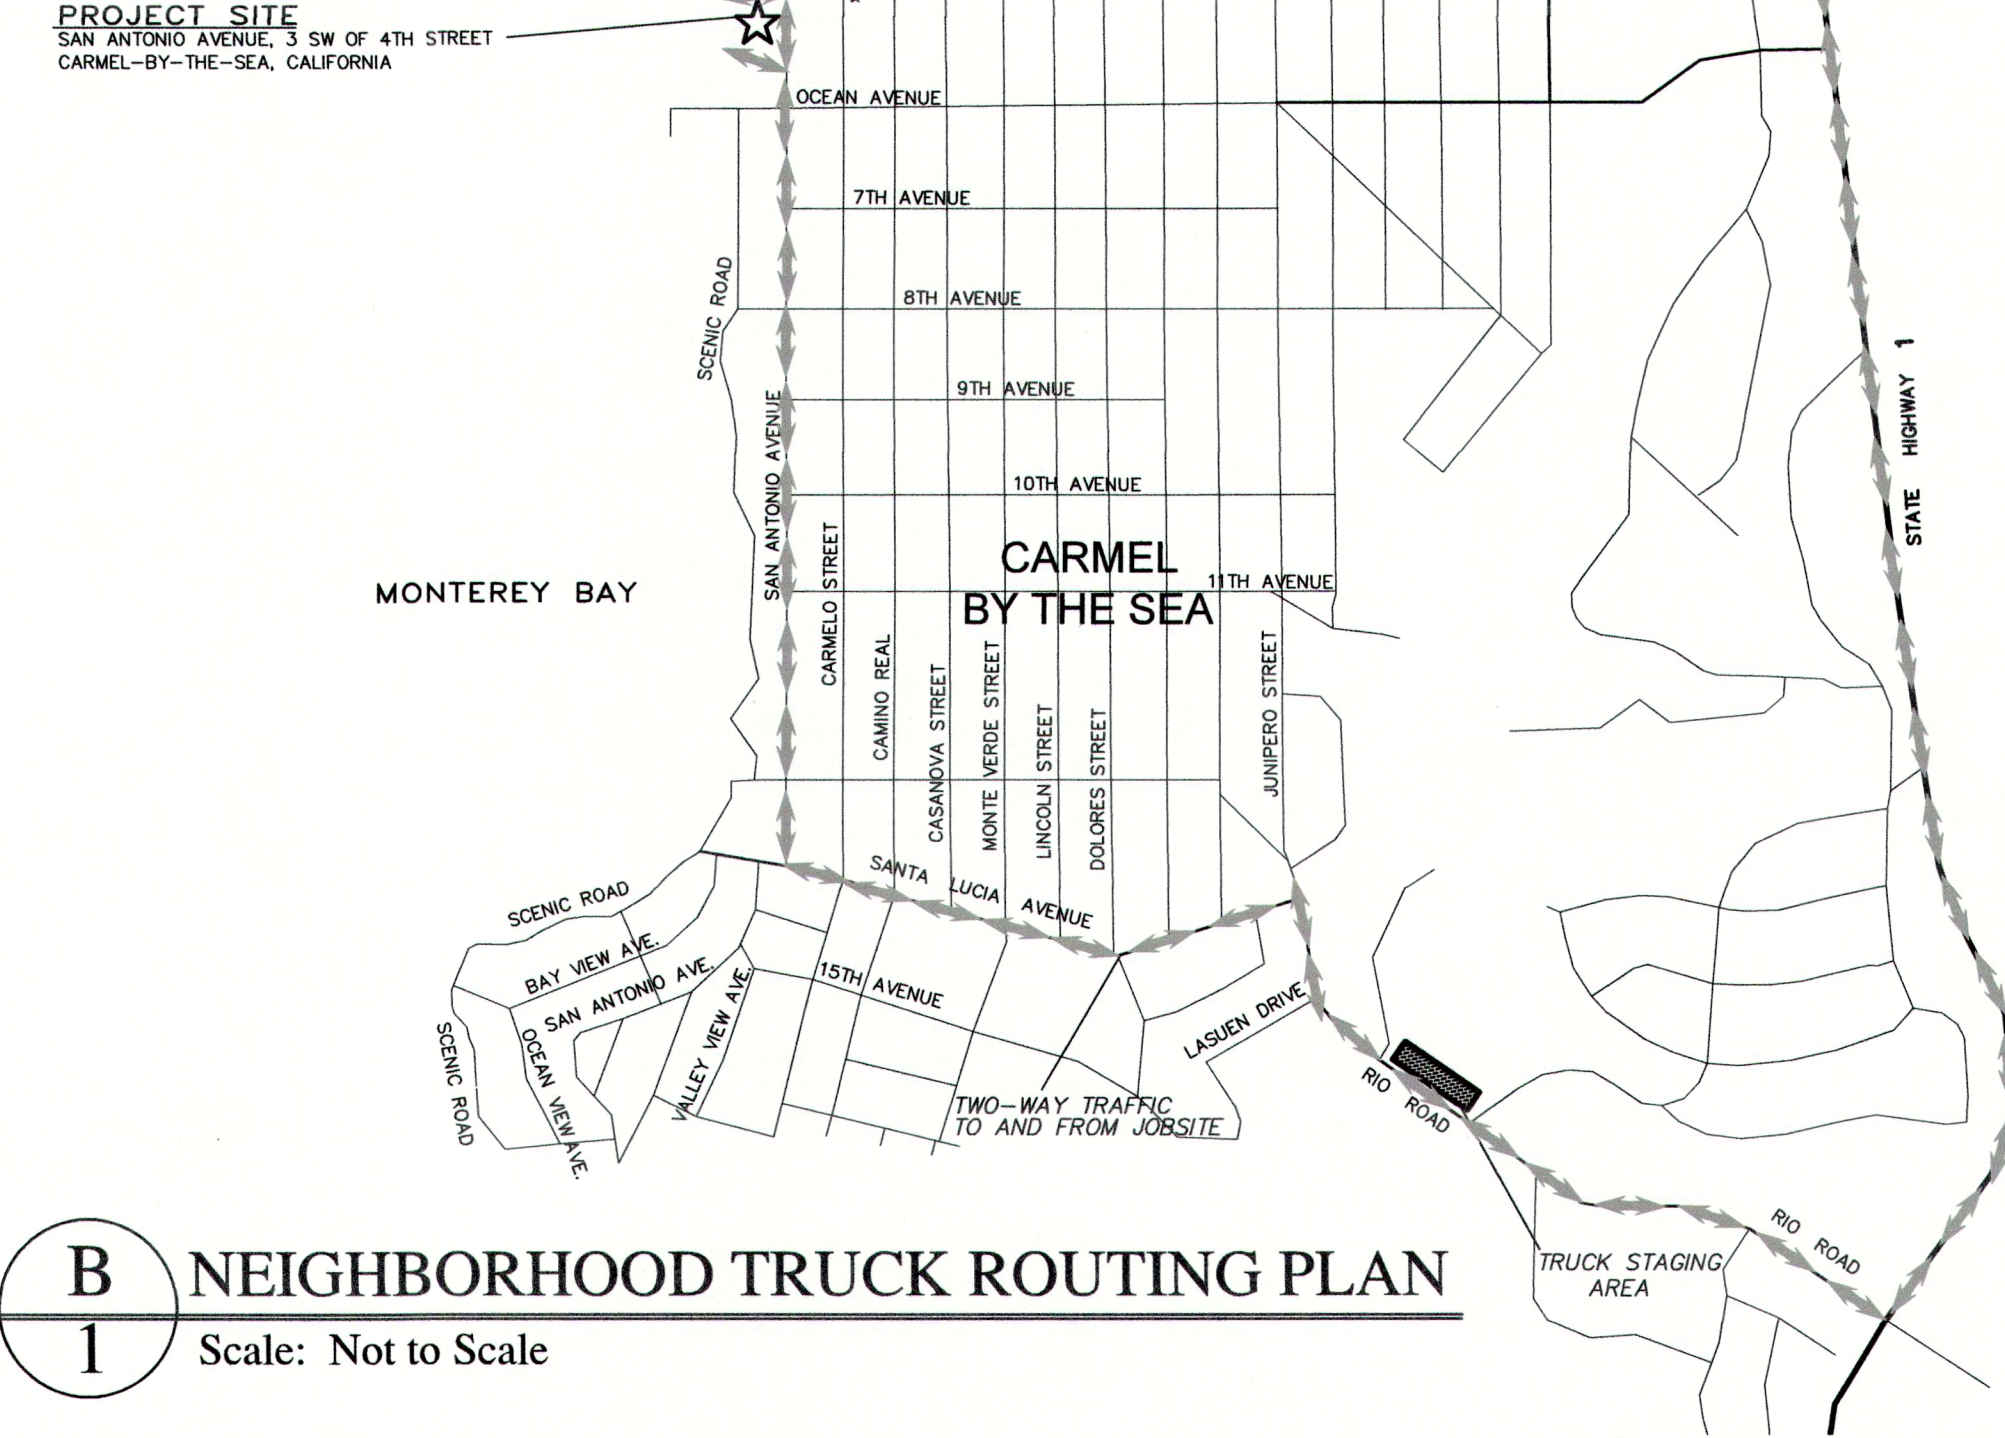 PROJECT SITE
SAN ANTONIO AVENUE, 3 SW OF 4TH STREET
CARMEL-BY-THE-SEA, CALIFORNIA
OCEAN AVENUE
7TH AVENUE
SCENIC ROAD
8TH AVENUE
STATE HIGHWAY 1
9TH AVENUE
SAN ANTONIO AVENUE
10TH AVENUE
CARMELO STREET
CARMEL
BY THE SEA
11TH AVENUE
MONTEREY BAY
CAMINO REAL
CASANOVA STREET
MONTE VERDE STREET
LINCOLN STREET
DOLORES STREET
JUNIPERO STREET
SANTA LUCIA AVENUE
SCENIC ROAD
BAY VIEW AVE.
SAN ANTONIO AVE.
VALLEY VIEW AVE.
15TH AVENUE
LASUEN DRIVE
SCENIC ROAD
OCEAN VIEW AVE.
RIO ROAD
TWO-WAY TRAFFIC
TO AND FROM JOBSITE
RIO ROAD
TRUCK STAGING
AREA
B
1
NEIGHBORHOOD TRUCK ROUTING PLAN
Scale: Not to Scale